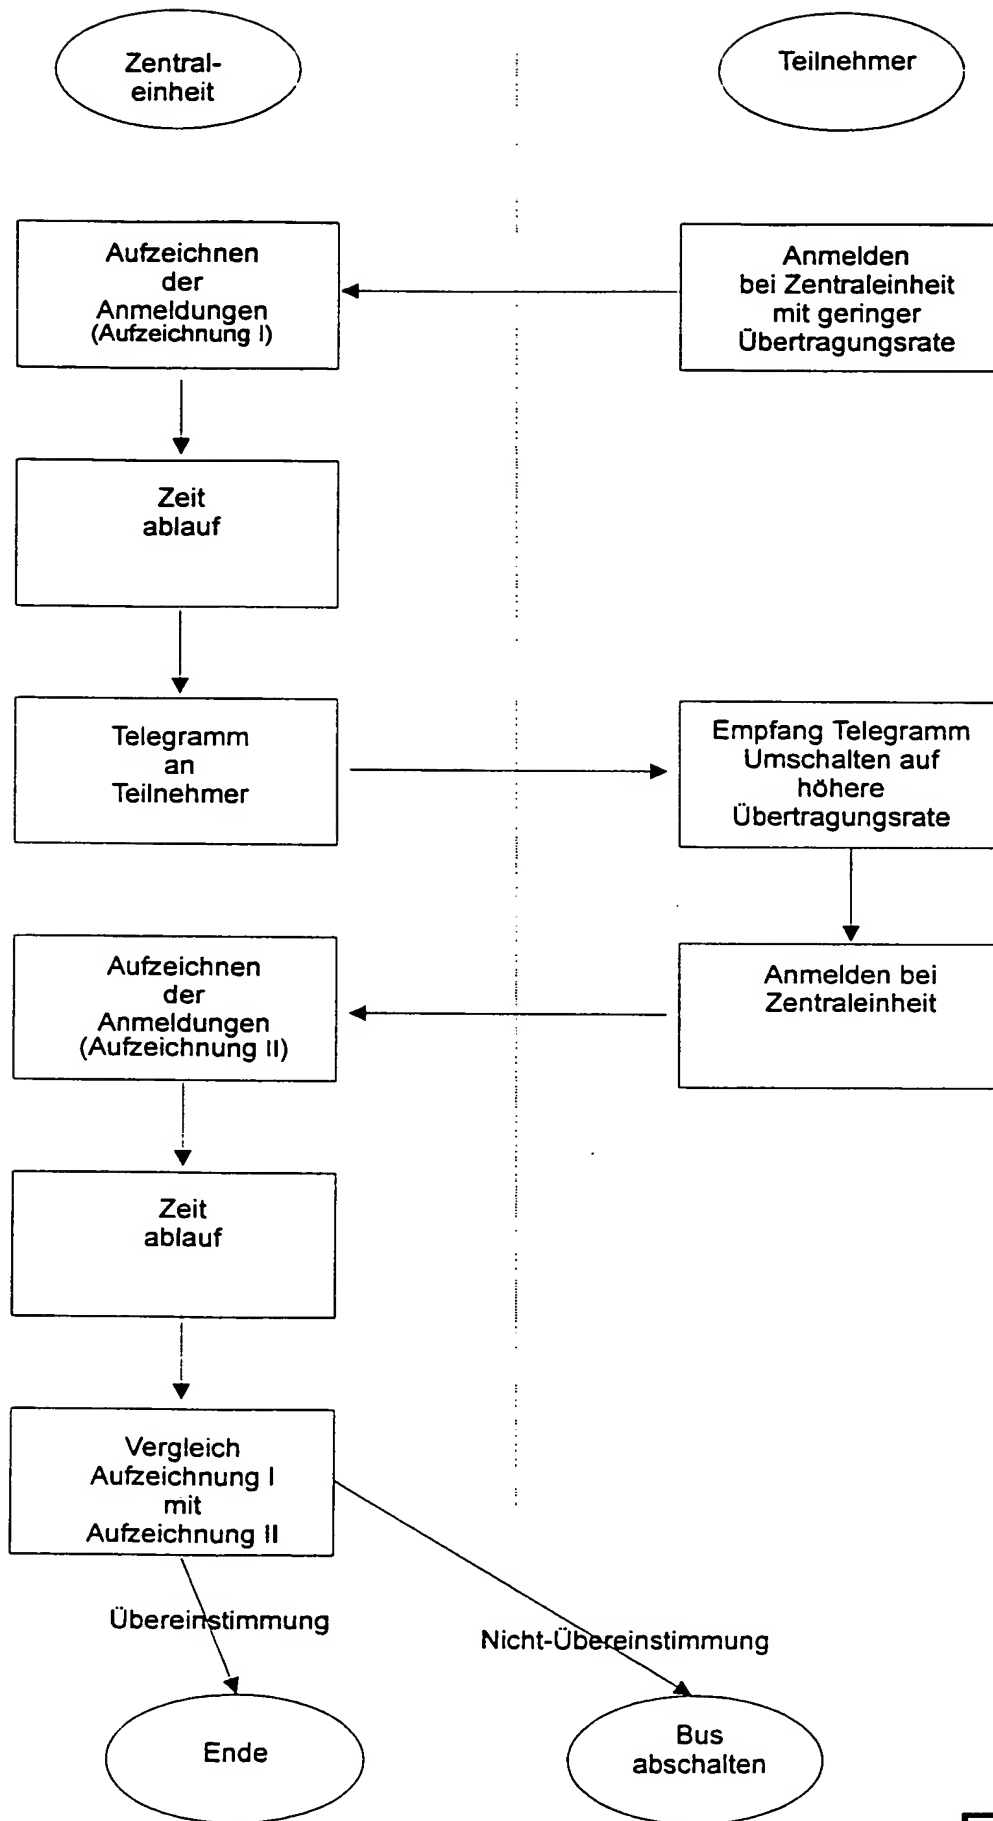 Zentral-
einheit
Teilnehmer
Aufzeichnen
der
Anmeldungen
(Aufzeichnung I)
Anmelden
bei Zentraleinheit
mit geringer
Übertragungsrate
Zeit
ablauf
Telegramm
an
Teilnehmer
Empfang Telegramm
Umschalten auf
höhere
Übertragungsrate
Aufzeichnen
der
Anmeldungen
(Aufzeichnung II)
Anmelden bei
Zentraleinheit
Zeit
ablauf
Vergleich
Aufzeichnung I
mit
Aufzeichnung II
Übereinstimmung
Nicht-Übereinstimmung
Ende
Bus
abschalten